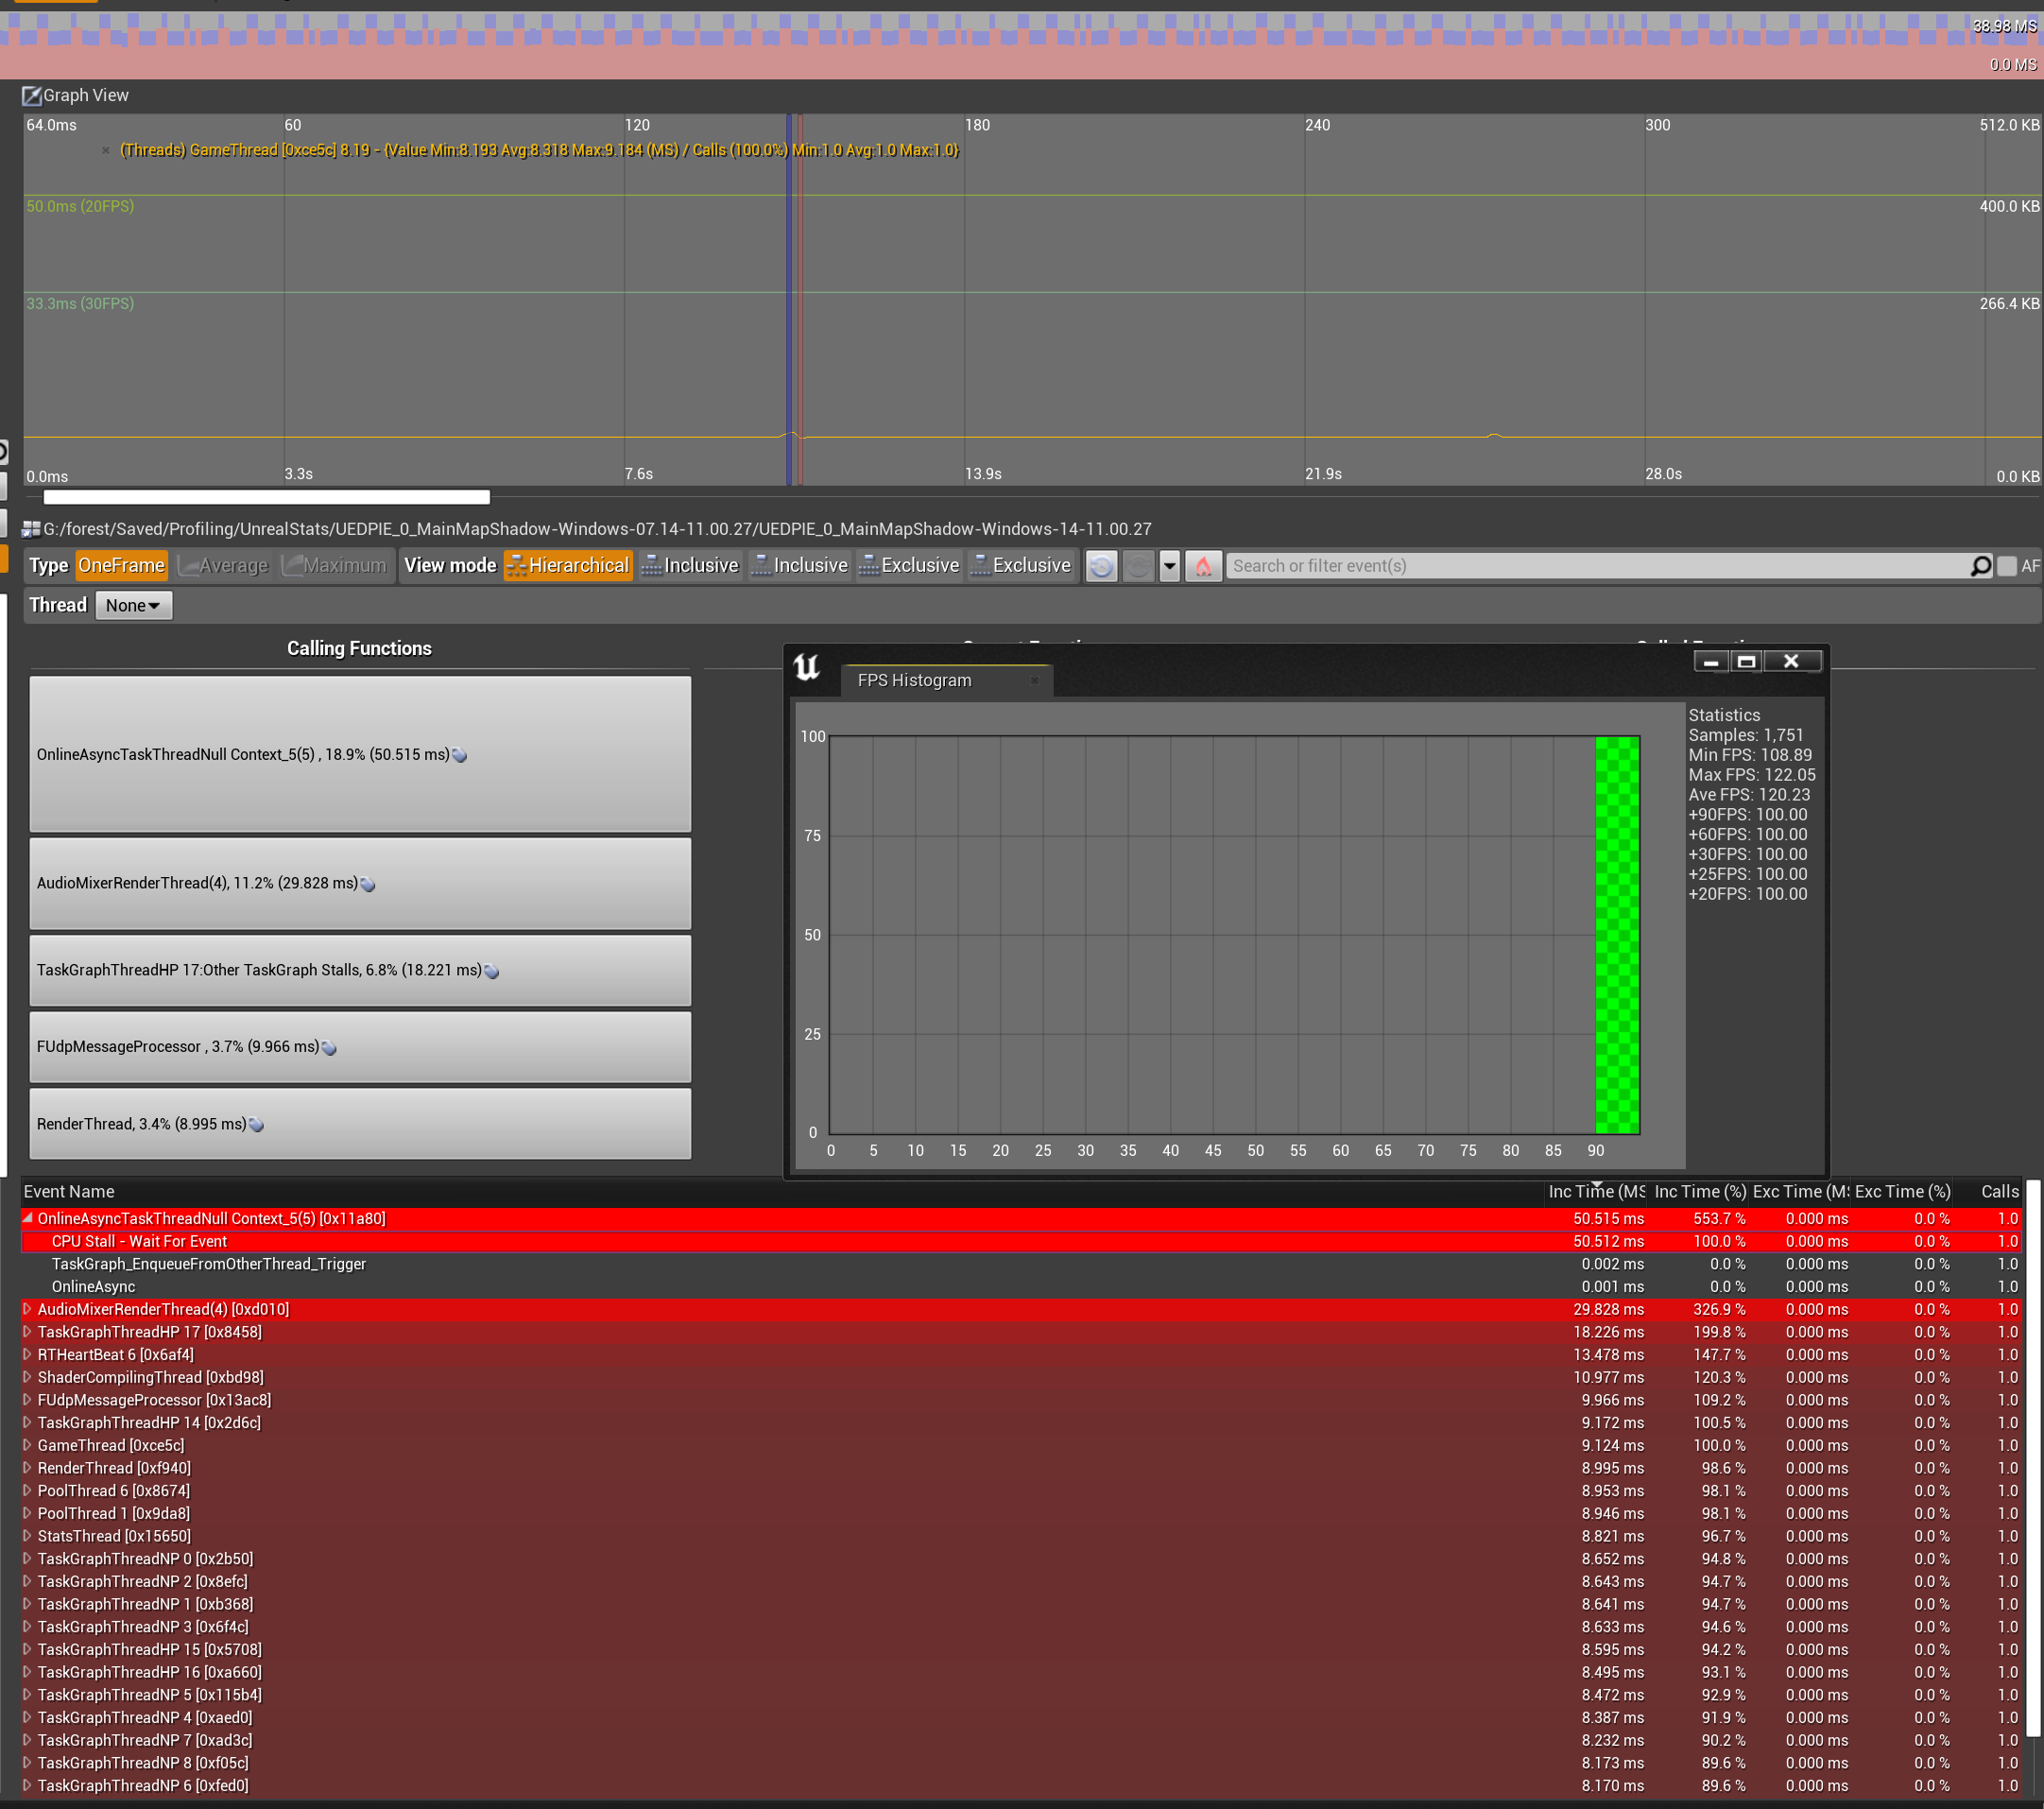 38.98 MS
0.0 MS
Graph View
64.0ms 60 120 180 240 300 512.0 KB
(Threads) GameThread [0xce5c] 8.19 - {Value Min:8.193 Avg:8.318 Max:9.184 (MS) / Calls (100.0%) Min:1.0 Avg:1.0 Max:1.0}
50.0ms (20FPS) 400.0 KB
33.3ms (30FPS) 266.4 KB
0.0ms 3.3s 7.6s 13.9s 21.9s 28.0s 0.0 KB
G:/forest/Saved/Profiling/UnrealStats/UEDPIE_0_MainMapShadow-Windows-07.14-11.00.27/UEDPIE_0_MainMapShadow-Windows-14-11.00.27
Type OneFrame Average Maximum View mode Hierarchical Inclusive Inclusive Exclusive Exclusive Search or filter event(s) AF
Thread None
Calling Functions
OnlineAsyncTaskThreadNull Context_5(5) , 18.9% (50.515 ms)
AudioMixerRenderThread(4), 11.2% (29.828 ms)
TaskGraphThreadHP 17:Other TaskGraph Stalls, 6.8% (18.221 ms)
FUdpMessageProcessor , 3.7% (9.966 ms)
RenderThread, 3.4% (8.995 ms)
FPS Histogram
100
75
50
25
0
0 5 10 15 20 25 30 35 40 45 50 55 60 65 70 75 80 85 90
Statistics
Samples: 1,751
Min FPS: 108.89
Max FPS: 122.05
Ave FPS: 120.23
+90FPS: 100.00
+60FPS: 100.00
+30FPS: 100.00
+25FPS: 100.00
+20FPS: 100.00
Event Name Inc Time (MS Inc Time (%) Exc Time (M Exc Time (%) Calls
OnlineAsyncTaskThreadNull Context_5(5) [0x11a80] 50.515 ms 553.7 % 0.000 ms 0.0 % 1.0
CPU Stall - Wait For Event 50.512 ms 100.0 % 0.000 ms 0.0 % 1.0
TaskGraph_EnqueueFromOtherThread_Trigger 0.002 ms 0.0 % 0.000 ms 0.0 % 1.0
OnlineAsync 0.001 ms 0.0 % 0.000 ms 0.0 % 1.0
AudioMixerRenderThread(4) [0xd010] 29.828 ms 326.9 % 0.000 ms 0.0 % 1.0
TaskGraphThreadHP 17 [0x8458] 18.226 ms 199.8 % 0.000 ms 0.0 % 1.0
RTHeartBeat 6 [0x6af4] 13.478 ms 147.7 % 0.000 ms 0.0 % 1.0
ShaderCompilingThread [0xbd98] 10.977 ms 120.3 % 0.000 ms 0.0 % 1.0
FUdpMessageProcessor [0x13ac8] 9.966 ms 109.2 % 0.000 ms 0.0 % 1.0
TaskGraphThreadHP 14 [0x2d6c] 9.172 ms 100.5 % 0.000 ms 0.0 % 1.0
GameThread [0xce5c] 9.124 ms 100.0 % 0.000 ms 0.0 % 1.0
RenderThread [0xf940] 8.995 ms 98.6 % 0.000 ms 0.0 % 1.0
PoolThread 6 [0x8674] 8.953 ms 98.1 % 0.000 ms 0.0 % 1.0
PoolThread 1 [0x9da8] 8.946 ms 98.1 % 0.000 ms 0.0 % 1.0
StatsThread [0x15650] 8.821 ms 96.7 % 0.000 ms 0.0 % 1.0
TaskGraphThreadNP 0 [0x2b50] 8.652 ms 94.8 % 0.000 ms 0.0 % 1.0
TaskGraphThreadNP 2 [0x8efc] 8.643 ms 94.7 % 0.000 ms 0.0 % 1.0
TaskGraphThreadNP 1 [0xb368] 8.641 ms 94.7 % 0.000 ms 0.0 % 1.0
TaskGraphThreadNP 3 [0x6f4c] 8.633 ms 94.6 % 0.000 ms 0.0 % 1.0
TaskGraphThreadHP 15 [0x5708] 8.595 ms 94.2 % 0.000 ms 0.0 % 1.0
TaskGraphThreadHP 16 [0xa660] 8.495 ms 93.1 % 0.000 ms 0.0 % 1.0
TaskGraphThreadNP 5 [0x115b4] 8.472 ms 92.9 % 0.000 ms 0.0 % 1.0
TaskGraphThreadNP 4 [0xaed0] 8.387 ms 91.9 % 0.000 ms 0.0 % 1.0
TaskGraphThreadNP 7 [0xad3c] 8.232 ms 90.2 % 0.000 ms 0.0 % 1.0
TaskGraphThreadNP 8 [0xf05c] 8.173 ms 89.6 % 0.000 ms 0.0 % 1.0
TaskGraphThreadNP 6 [0xfed0] 8.170 ms 89.6 % 0.000 ms 0.0 % 1.0